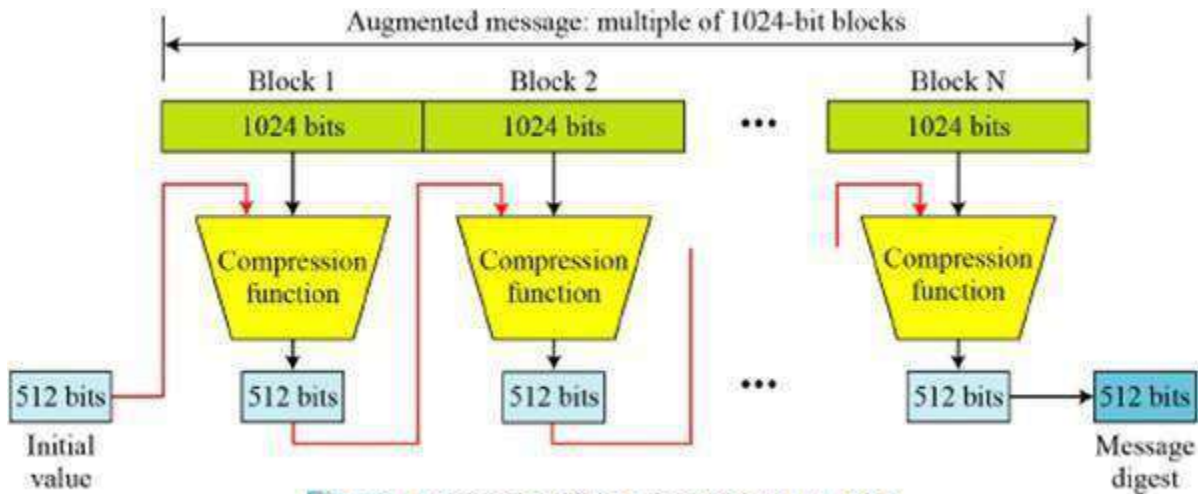 Augmented message: multiple of 1024-bit blocks
Block 1
Block 2
Block N
1024 bits
1024 bits
•••
1024 bits
Compression
function
Compression
function
Compression
function
512 bits
512 bits
512 bits
•••
512 bits
512 bits
Initial
value
Message
digest